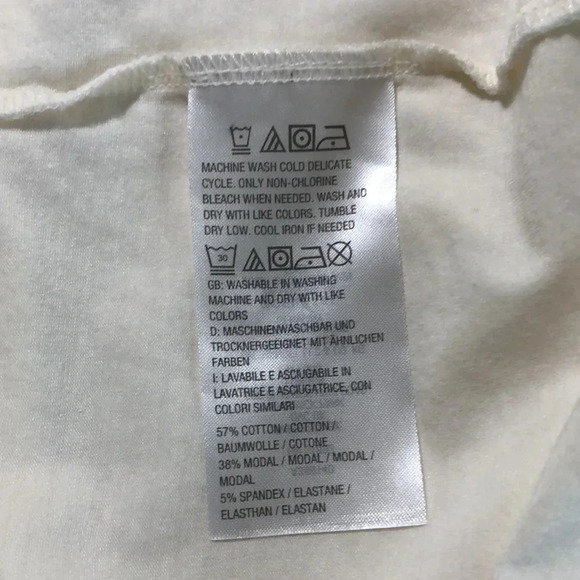 MACHINE WASH COLD DELICATE
CYCLE. ONLY NON-CHLORINE
BLEACH WHEN NEEDED. WASH AND
DRY WITH LIKE COLORS. TUMBLE
DRY LOW. COOL IRON IF NEEDED
30
GB: WASHABLE IN WASHING
MACHINE AND DRY WITH LIKE
COLORS
D: MASCHINENWASCHBAR UND
TROCKNERGEEIGNET MIT ÄHNLICHEN
FARBEN
I: LAVABILE E ASCIUGABILE IN
LAVATRICE E ASCIUGATRICE, CON
COLORI SIMILARI
57% COTTON / COTTON /
BAUMWOLLE / COTONE
38% MODAL / MODAL / MODAL /
MODAL
5% SPANDEX / ELASTANE /
ELASTHAN / ELASTAN